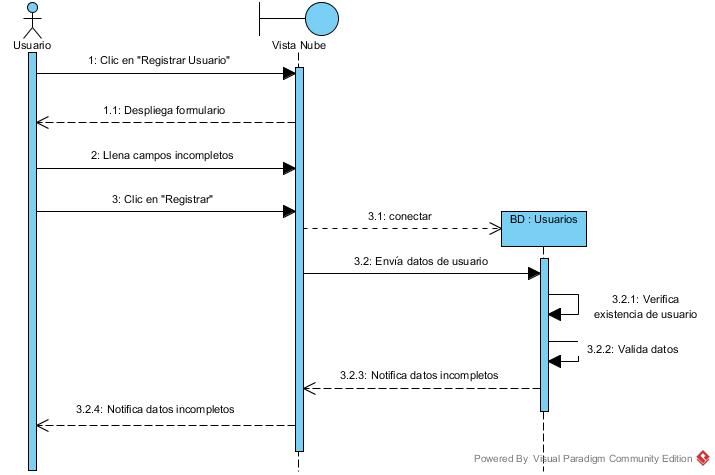 Usuario
Vista Nube
1: Clic en "Registrar Usuario"
1.1: Despliega formulario
2: Llena campos incompletos
3: Clic en "Registrar"
3.1: conectar
BD : Usuarios
3.2: Envía datos de usuario
3.2.1: Verifica
existencia de usuario
3.2.2: Valida datos
3.2.3: Notifica datos incompletos
3.2.4: Notifica datos incompletos
Powered By: Visual Paradigm Community Edition